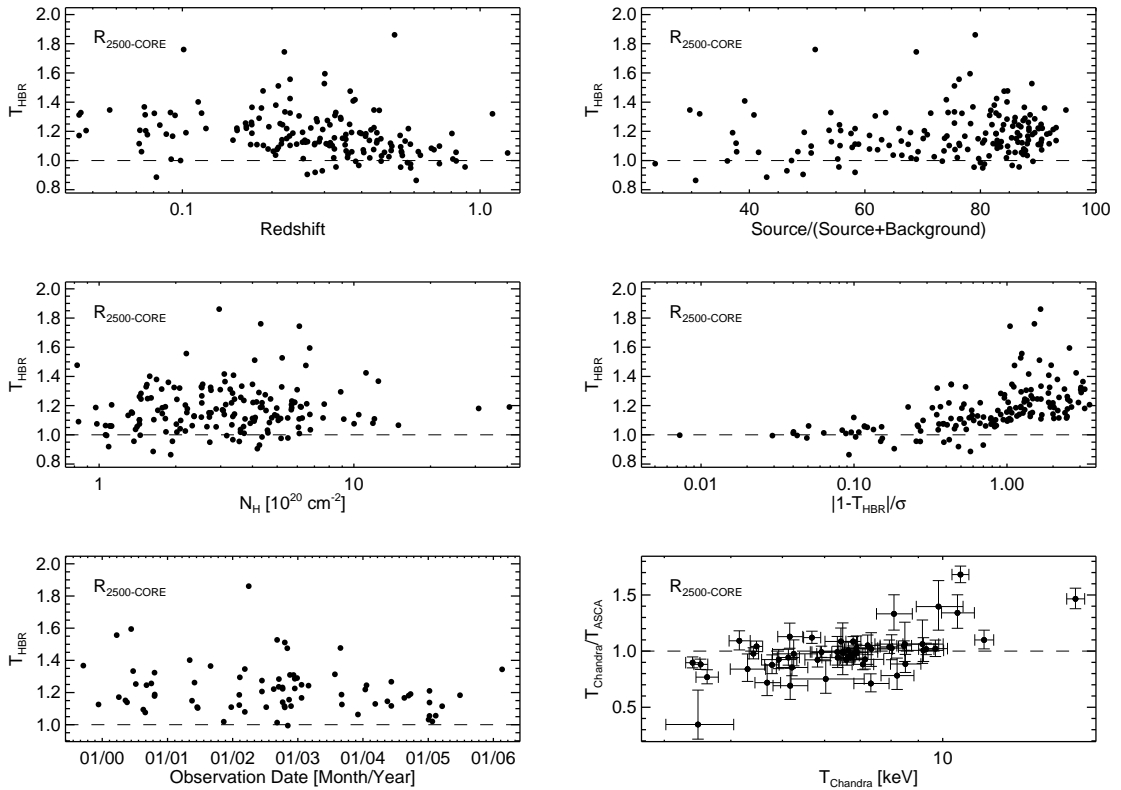 2.0
1.8
1.6
1.4
1.2
1.0
0.8
T_HBR
R_2500-CORE
0.1 1.0
Redshift
2.0
1.8
1.6
1.4
1.2
1.0
0.8
T_HBR
R_2500-CORE
40 60 80 100
Source/(Source+Background)
2.0
1.8
1.6
1.4
1.2
1.0
0.8
T_HBR
R_2500-CORE
1 10
N_H [10^20 cm^-2]
2.0
1.8
1.6
1.4
1.2
1.0
0.8
T_HBR
R_2500-CORE
0.01 0.10 1.00
|1-T_HBR|/σ
2.0
1.8
1.6
1.4
1.2
1.0
T_HBR
R_2500-CORE
01/00 01/01 01/02 01/03 01/04 01/05 01/06
Observation Date [Month/Year]
1.5
1.0
0.5
T_Chandra/T_ASCA
R_2500-CORE
10
T_Chandra [keV]